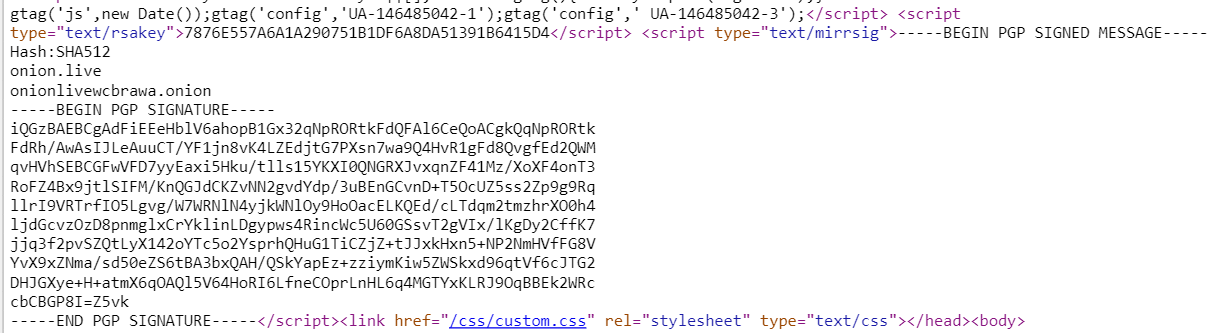 gtag('js',new Date());gtag('config','UA-146485042-1');gtag('config',' UA-146485042-3');</script> <script
type="text/rsakey">7876E557A6A1A290751B1DF6A8DA51391B6415D4</script> <script type="text/mirrsig">-----BEGIN PGP SIGNED MESSAGE-----
Hash:SHA512
onion.live
onionlivewcbrawa.onion
-----BEGIN PGP SIGNATURE-----
iQGzBAEBCgAdFiEEeHblV6ahopB1Gx32qNpRORtkFdQFAl6CeQoACgkQqNpRORtk
FdRh/AwAsIJLeAuuCT/YF1jn8vK4LZEdjtG7PXsn7wa9Q4HvR1gFd8QvgfEd2QWM
qvHVhSEBCGFwVFD7yyEaxi5Hku/tlls15YKXI0QNGRXJvxqnZF41Mz/XoXF4onT3
RoFZ4Bx9jtlSIFM/KnQGJdCKZvNN2gvdYdp/3uBEnGCvnD+T5OcUZ5ss2Zp9g9Rq
llrI9VRTrfIO5Lgvg/W7WRNlN4yjkWNlOy9HoOacELKQEd/cLTdqm2tmzhrXO0h4
ljdGcvzOzD8pnmglxCrYklinLDgypws4RincWc5U60GSsvT2gVIx/lKgDy2CffK7
jjq3f2pvSZQtLyX142oYTc5o2YsprhQHuG1TiCZjZ+tJJxkHxn5+NP2NmHVfFG8V
YvX9xZNma/sd50eZS6tBA3bxQAH/QSkYapEz+zziymKiw5ZWSkxd96qtVf6cJTG2
DHJGXye+H+atmX6qOAQl5V64HoRI6LfneCOprLnHL6q4MGTYxKLRJ9OqBBEk2WRc
cbCBGP8I=Z5vk
-----END PGP SIGNATURE-----</script><link href="/css/custom.css" rel="stylesheet" type="text/css"></head><body>